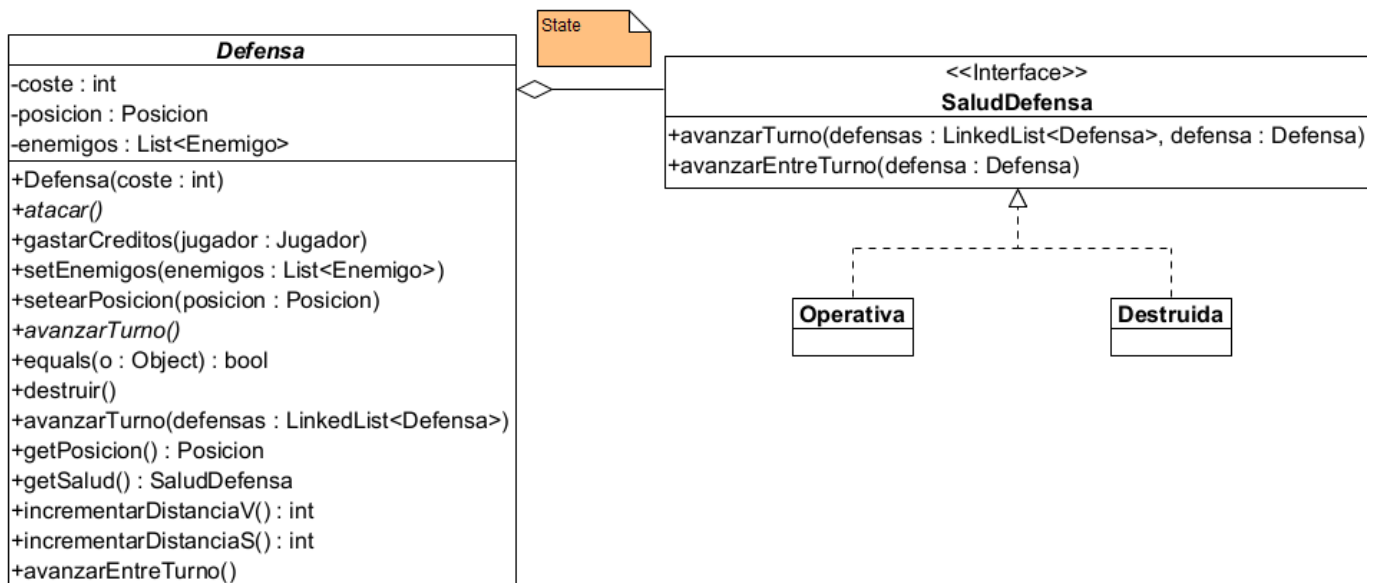 State
Defensa
-coste : int
-posicion : Posicion
-enemigos : List<Enemigo>
+Defensa(coste : int)
+atacar()
+gastarCreditos(jugador : Jugador)
+setEnemigos(enemigos : List<Enemigo>)
+setearPosicion(posicion : Posicion)
+avanzarTurno()
+equals(o : Object) : bool
+destruir()
+avanzarTurno(defensas : LinkedList<Defensa>)
+getPosicion() : Posicion
+getSalud() : SaludDefensa
+incrementarDistanciaV() : int
+incrementarDistanciaS() : int
+avanzarEntreTurno()
<<Interface>>
SaludDefensa
+avanzarTurno(defensas : LinkedList<Defensa>, defensa : Defensa)
+avanzarEntreTurno(defensa : Defensa)
Operativa
Destruida